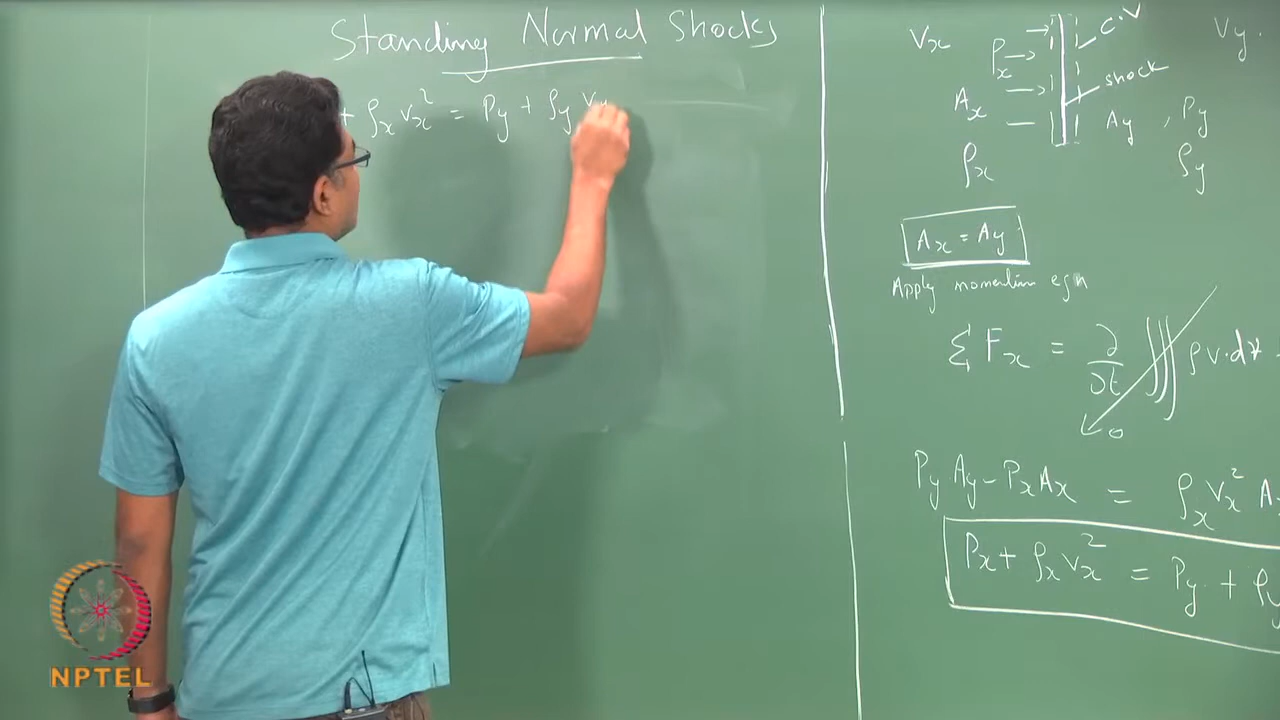 Standing Normal Shocks
+ ρx Vx² = Py + ρy Vy
Vx Px C.V Vy.
shock
Ax Ay , Py
ρx ρy
Ax = Ay
Apply momentum eqn
Σ Fx = ∂/∂t ∭ ρV.d∀
0
Py Ay - Px Ax = ρx Vx² A
Px + ρx Vx² = Py + ρy
NPTEL